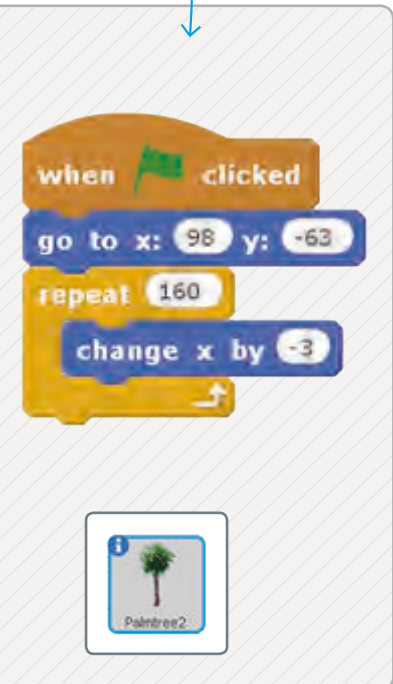 when clicked
go to x: 98 y: -63
repeat 160
change x by -3
i
Palmtree2